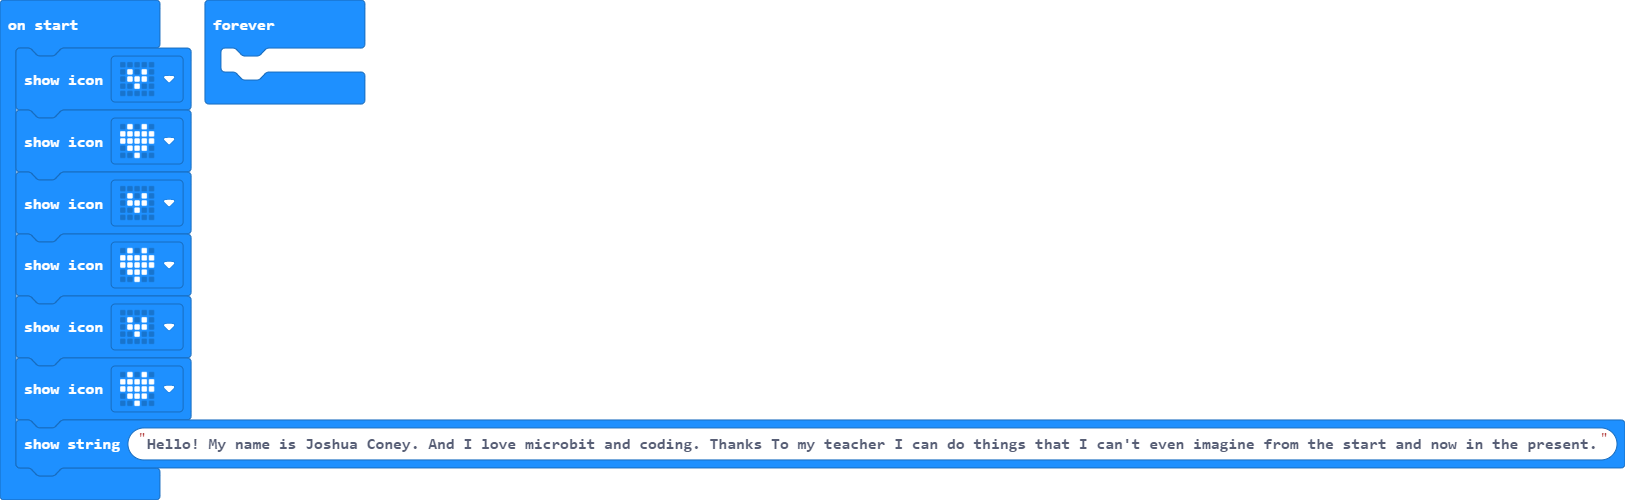 on start
forever
show icon
show icon
show icon
show icon
show icon
show icon
show string "Hello! My name is Joshua Coney. And I love microbit and coding. Thanks To my teacher I can do things that I can't even imagine from the start and now in the present."